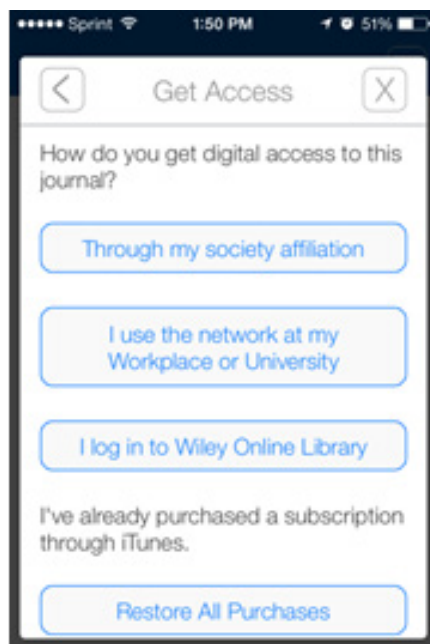 Sprint 1:50 PM 51%
Get Access
How do you get digital access to this
journal?
Through my society affiliation
I use the network at my
Workplace or University
I log in to Wiley Online Library
I've already purchased a subscription
through iTunes.
Restore All Purchases